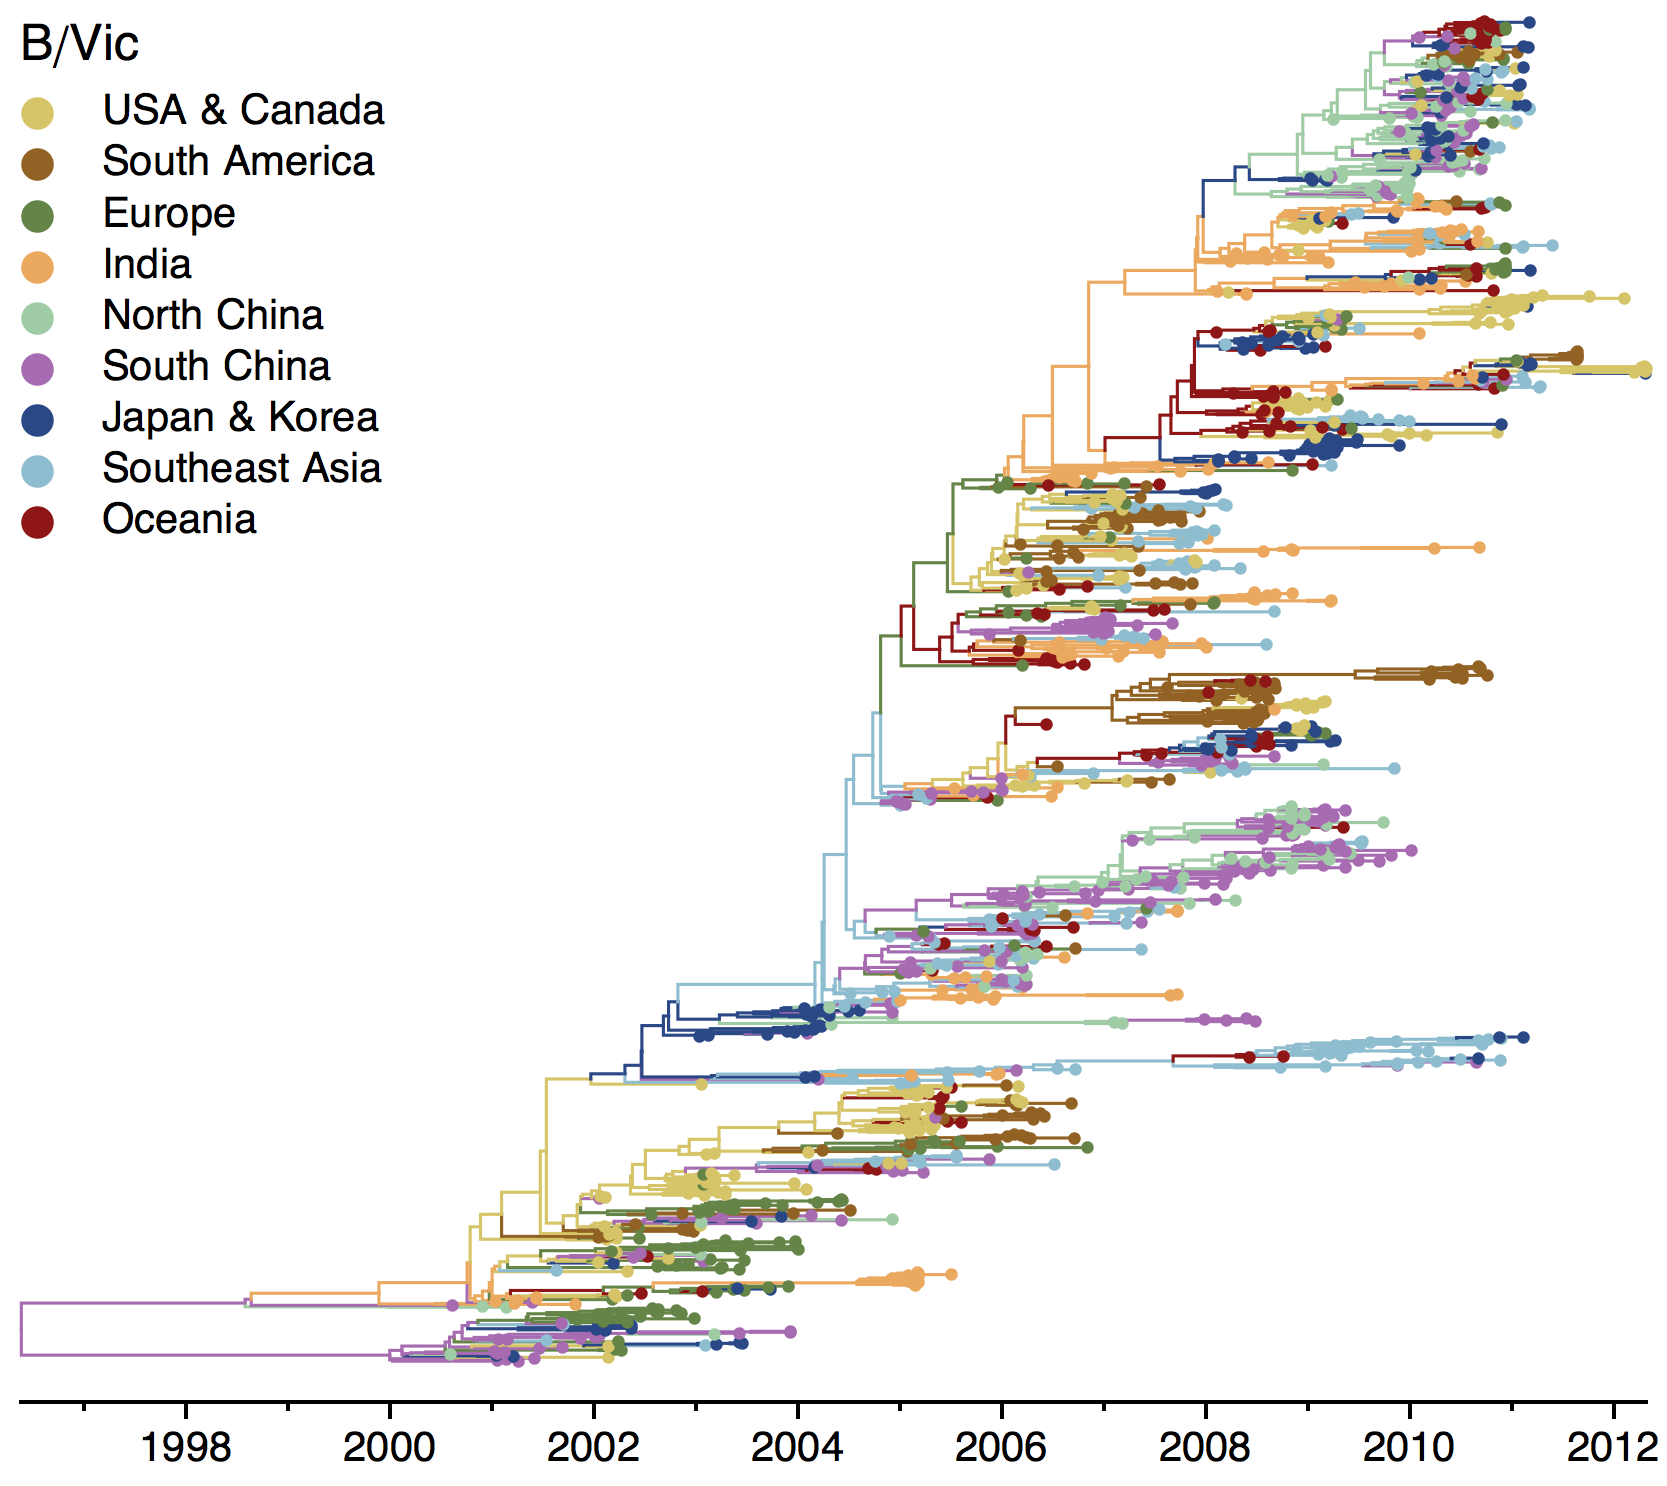 B/Vic
USA & Canada
South America
Europe
India
North China
South China
Japan & Korea
Southeast Asia
Oceania
1998 2000 2002 2004 2006 2008 2010 2012